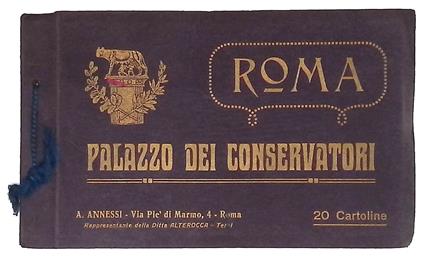 ROMA
PALAZZO DEI CONSERVATORI
A. ANNESSI - Via Pie' di Marmo, 4 - Roma
Rappresentante della Ditta ALTEROCCA - Terni
20 Cartoline